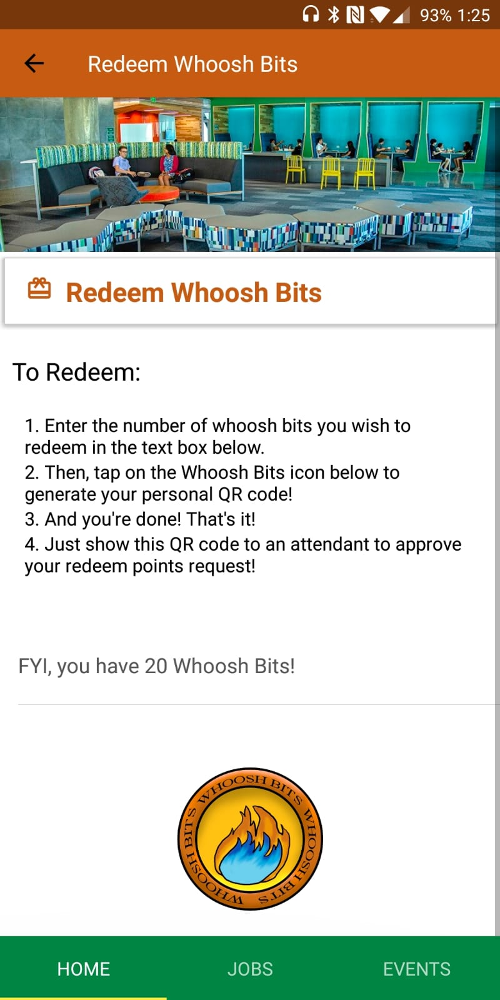 93% 1:25
Redeem Whoosh Bits
Redeem Whoosh Bits
To Redeem:
1. Enter the number of whoosh bits you wish to
redeem in the text box below.
2. Then, tap on the Whoosh Bits icon below to
generate your personal QR code!
3. And you're done! That's it!
4. Just show this QR code to an attendant to approve
your redeem points request!
FYI, you have 20 Whoosh Bits!
WHOOSH BITS WHOOSH BITS WHOOSH BITS
HOME JOBS EVENTS